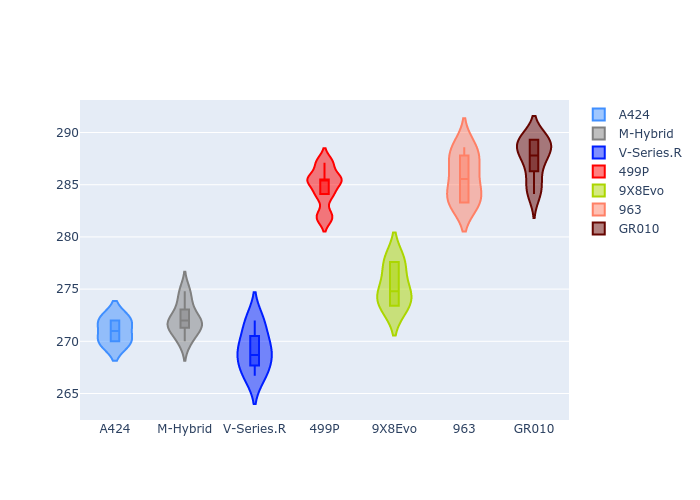 290
285
280
275
270
265
A424
M-Hybrid
V-Series.R
499P
9X8Evo
963
GR010
A424
M-Hybrid
V-Series.R
499P
9X8Evo
963
GR010